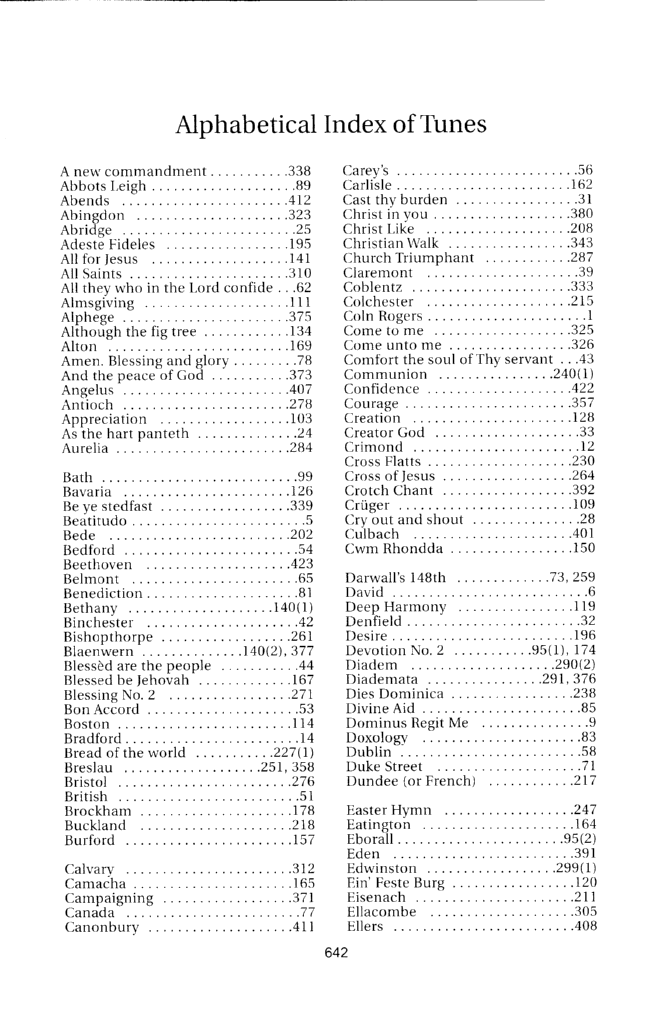 Alphabetical Index of Tunes
A new commandment . . . . . . . . . . .338
Abbots Leigh . . . . . . . . . . . . . . . . . . . .89
Abends . . . . . . . . . . . . . . . . . . . . . . .412
Abingdon . . . . . . . . . . . . . . . . . . . . .323
Abridge . . . . . . . . . . . . . . . . . . . . . . . .25
Adeste Fideles . . . . . . . . . . . . . . . . .195
All for Jesus . . . . . . . . . . . . . . . . . . .141
All Saints . . . . . . . . . . . . . . . . . . . . . .310
All they who in the Lord confide . . .62
Almsgiving . . . . . . . . . . . . . . . . . . . .111
Alphege . . . . . . . . . . . . . . . . . . . . . . .375
Although the fig tree . . . . . . . . . . . .134
Alton . . . . . . . . . . . . . . . . . . . . . . . . .169
Amen. Blessing and glory . . . . . . . . .78
And the peace of God . . . . . . . . . . .373
Angelus . . . . . . . . . . . . . . . . . . . . . . .407
Antioch . . . . . . . . . . . . . . . . . . . . . . .278
Appreciation . . . . . . . . . . . . . . . . . .103
As the hart panteth . . . . . . . . . . . . . .24
Aurelia . . . . . . . . . . . . . . . . . . . . . . . .284
Bath . . . . . . . . . . . . . . . . . . . . . . . . . . .99
Bavaria . . . . . . . . . . . . . . . . . . . . . . .126
Be ye stedfast . . . . . . . . . . . . . . . . . .339
Beatitudo . . . . . . . . . . . . . . . . . . . . . . . .5
Bede . . . . . . . . . . . . . . . . . . . . . . . . .202
Bedford . . . . . . . . . . . . . . . . . . . . . . . .54
Beethoven . . . . . . . . . . . . . . . . . . . .423
Belmont . . . . . . . . . . . . . . . . . . . . . . .65
Benediction . . . . . . . . . . . . . . . . . . . . .81
Bethany . . . . . . . . . . . . . . . . . . . .140(1)
Binchester . . . . . . . . . . . . . . . . . . . . .42
Bishopthorpe . . . . . . . . . . . . . . . . . .261
Blaenwern . . . . . . . . . . . . . .140(2), 377
Blessèd are the people . . . . . . . . . . .44
Blessed be Jehovah . . . . . . . . . . . . .167
Blessing No. 2 . . . . . . . . . . . . . . . . .271
Bon Accord . . . . . . . . . . . . . . . . . . . . .53
Boston . . . . . . . . . . . . . . . . . . . . . . . .114
Bradford . . . . . . . . . . . . . . . . . . . . . . . .14
Bread of the world . . . . . . . . . . .227(1)
Breslau . . . . . . . . . . . . . . . . . . .251, 358
Bristol . . . . . . . . . . . . . . . . . . . . . . . .276
British . . . . . . . . . . . . . . . . . . . . . . . . .51
Brockham . . . . . . . . . . . . . . . . . . . . .178
Buckland . . . . . . . . . . . . . . . . . . . . .218
Burford . . . . . . . . . . . . . . . . . . . . . . .157
Calvary . . . . . . . . . . . . . . . . . . . . . . .312
Camacha . . . . . . . . . . . . . . . . . . . . . .165
Campaigning . . . . . . . . . . . . . . . . . .371
Canada . . . . . . . . . . . . . . . . . . . . . . . .77
Canonbury . . . . . . . . . . . . . . . . . . . .411
Carey's . . . . . . . . . . . . . . . . . . . . . . . . .56
Carlisle . . . . . . . . . . . . . . . . . . . . . . . .162
Cast thy burden . . . . . . . . . . . . . . . . .31
Christ in you . . . . . . . . . . . . . . . . . . .380
Christ Like . . . . . . . . . . . . . . . . . . . .208
Christian Walk . . . . . . . . . . . . . . . . .343
Church Triumphant . . . . . . . . . . . .287
Claremont . . . . . . . . . . . . . . . . . . . . .39
Coblentz . . . . . . . . . . . . . . . . . . . . . .333
Colchester . . . . . . . . . . . . . . . . . . . .215
Coln Rogers . . . . . . . . . . . . . . . . . . . . . .1
Come to me . . . . . . . . . . . . . . . . . . .325
Come unto me . . . . . . . . . . . . . . . . .326
Comfort the soul of Thy servant . . .43
Communion . . . . . . . . . . . . . . . .240(1)
Confidence . . . . . . . . . . . . . . . . . . . .422
Courage . . . . . . . . . . . . . . . . . . . . . . .357
Creation . . . . . . . . . . . . . . . . . . . . . .128
Creator God . . . . . . . . . . . . . . . . . . . .33
Crimond . . . . . . . . . . . . . . . . . . . . . . .12
Cross Flatts . . . . . . . . . . . . . . . . . . . .230
Cross of Jesus . . . . . . . . . . . . . . . . . .264
Crotch Chant . . . . . . . . . . . . . . . . . .392
Crüger . . . . . . . . . . . . . . . . . . . . . . . .109
Cry out and shout . . . . . . . . . . . . . . .28
Culbach . . . . . . . . . . . . . . . . . . . . . .401
Cwm Rhondda . . . . . . . . . . . . . . . . .150
Darwall's 148th . . . . . . . . . . . . .73, 259
David . . . . . . . . . . . . . . . . . . . . . . . . . . .6
Deep Harmony . . . . . . . . . . . . . . . .119
Denfield . . . . . . . . . . . . . . . . . . . . . . . .32
Desire . . . . . . . . . . . . . . . . . . . . . . . . .196
Devotion No. 2 . . . . . . . . . . .95(1), 174
Diadem . . . . . . . . . . . . . . . . . . . .290(2)
Diademata . . . . . . . . . . . . . . . .291, 376
Dies Dominica . . . . . . . . . . . . . . . . .238
Divine Aid . . . . . . . . . . . . . . . . . . . . . .85
Dominus Regit Me . . . . . . . . . . . . . . .9
Doxology . . . . . . . . . . . . . . . . . . . . . .83
Dublin . . . . . . . . . . . . . . . . . . . . . . . . .58
Duke Street . . . . . . . . . . . . . . . . . . . .71
Dundee (or French) . . . . . . . . . . . .217
Easter Hymn . . . . . . . . . . . . . . . . . .247
Eatington . . . . . . . . . . . . . . . . . . . . .164
Eborall . . . . . . . . . . . . . . . . . . . . . . .95(2)
Eden . . . . . . . . . . . . . . . . . . . . . . . . .391
Edwinston . . . . . . . . . . . . . . . . . .299(1)
Ein' Feste Burg . . . . . . . . . . . . . . . . .120
Eisenach . . . . . . . . . . . . . . . . . . . . . .211
Ellacombe . . . . . . . . . . . . . . . . . . . .305
Ellers . . . . . . . . . . . . . . . . . . . . . . . . .408
642